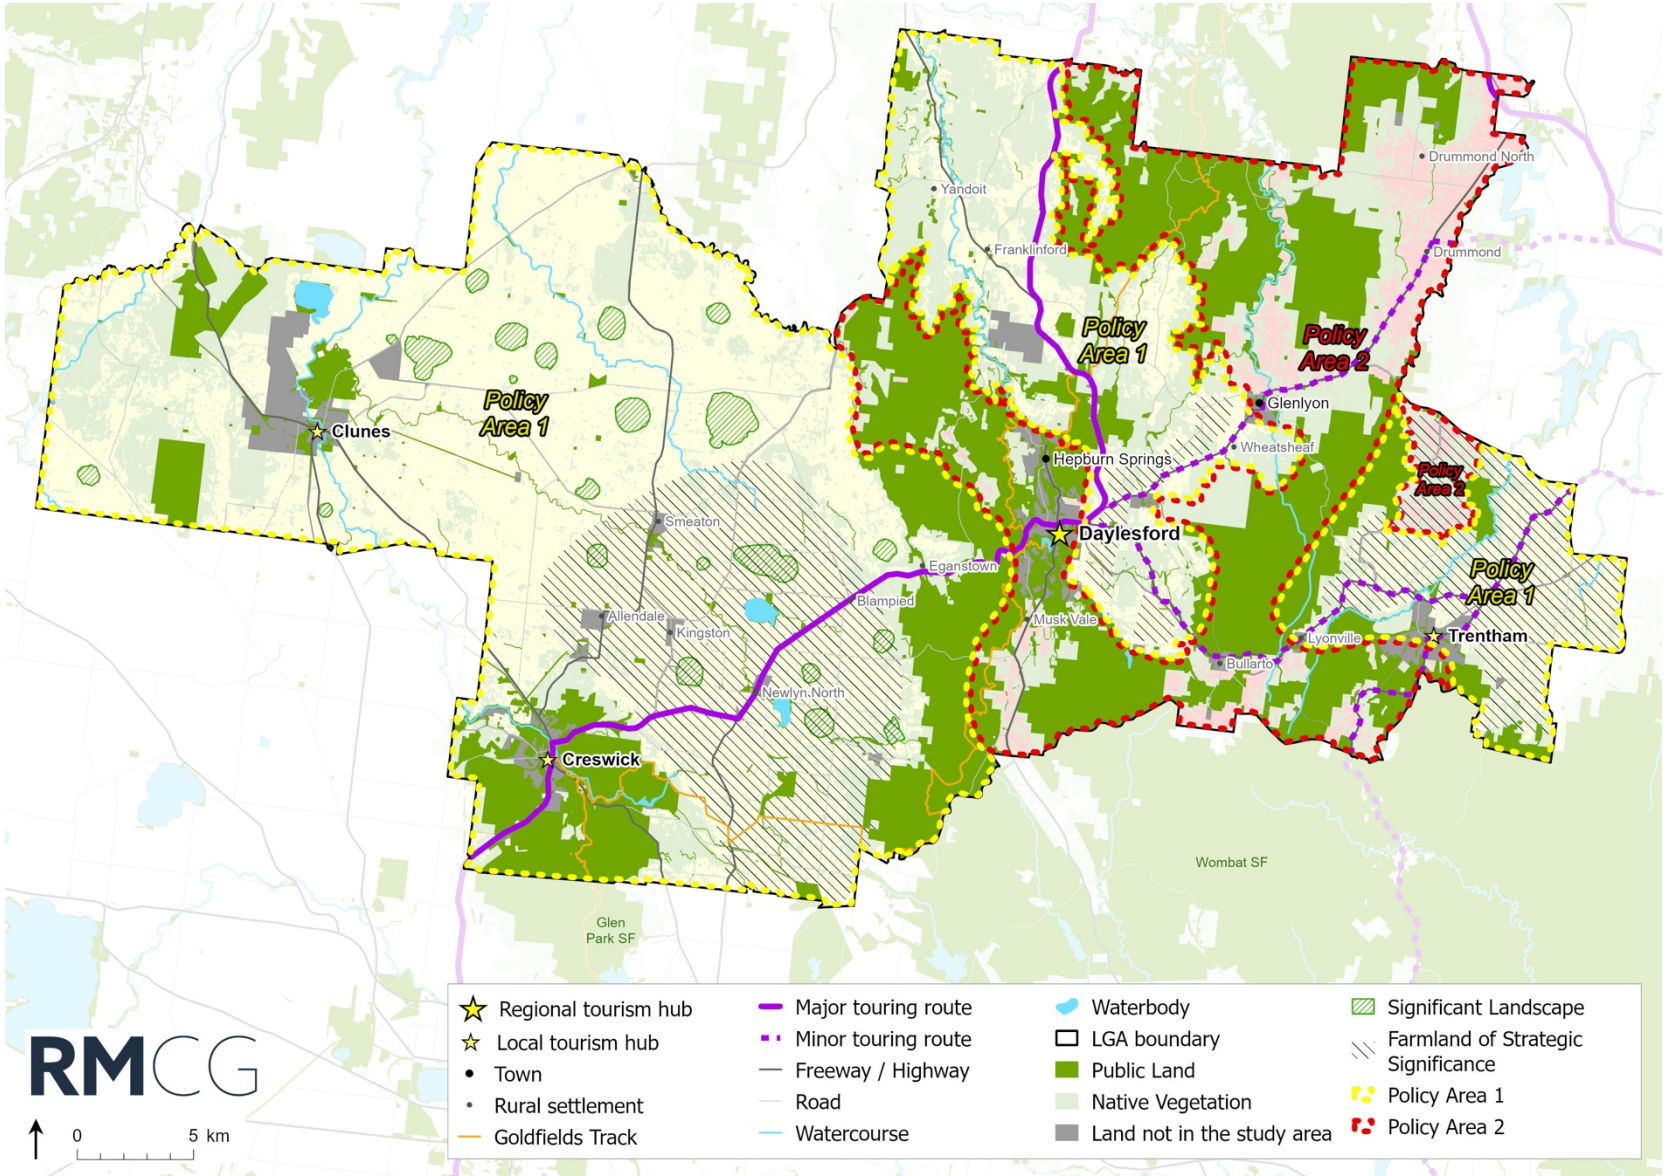 Drummond North
Yandoit
Franklinford
Drummond
Policy
Area 1
Policy
Area 2
Policy
Area 1
Glenlyon
Clunes
Wheatsheaf
Hepburn Springs
Policy
Area 2
Smeaton
Daylesford
Eganstown
Policy
Area 1
Blampied
Allendale
Kingston
Musk Vale
Lyonville
Trentham
Bullarto
Newlyn North
Creswick
Wombat SF
Glen
Park SF
RMCG
0 5 km
Regional tourism hub
Local tourism hub
Town
Rural settlement
Goldfields Track
Major touring route
Minor touring route
Freeway / Highway
Road
Watercourse
Waterbody
LGA boundary
Public Land
Native Vegetation
Land not in the study area
Significant Landscape
Farmland of Strategic
Significance
Policy Area 1
Policy Area 2